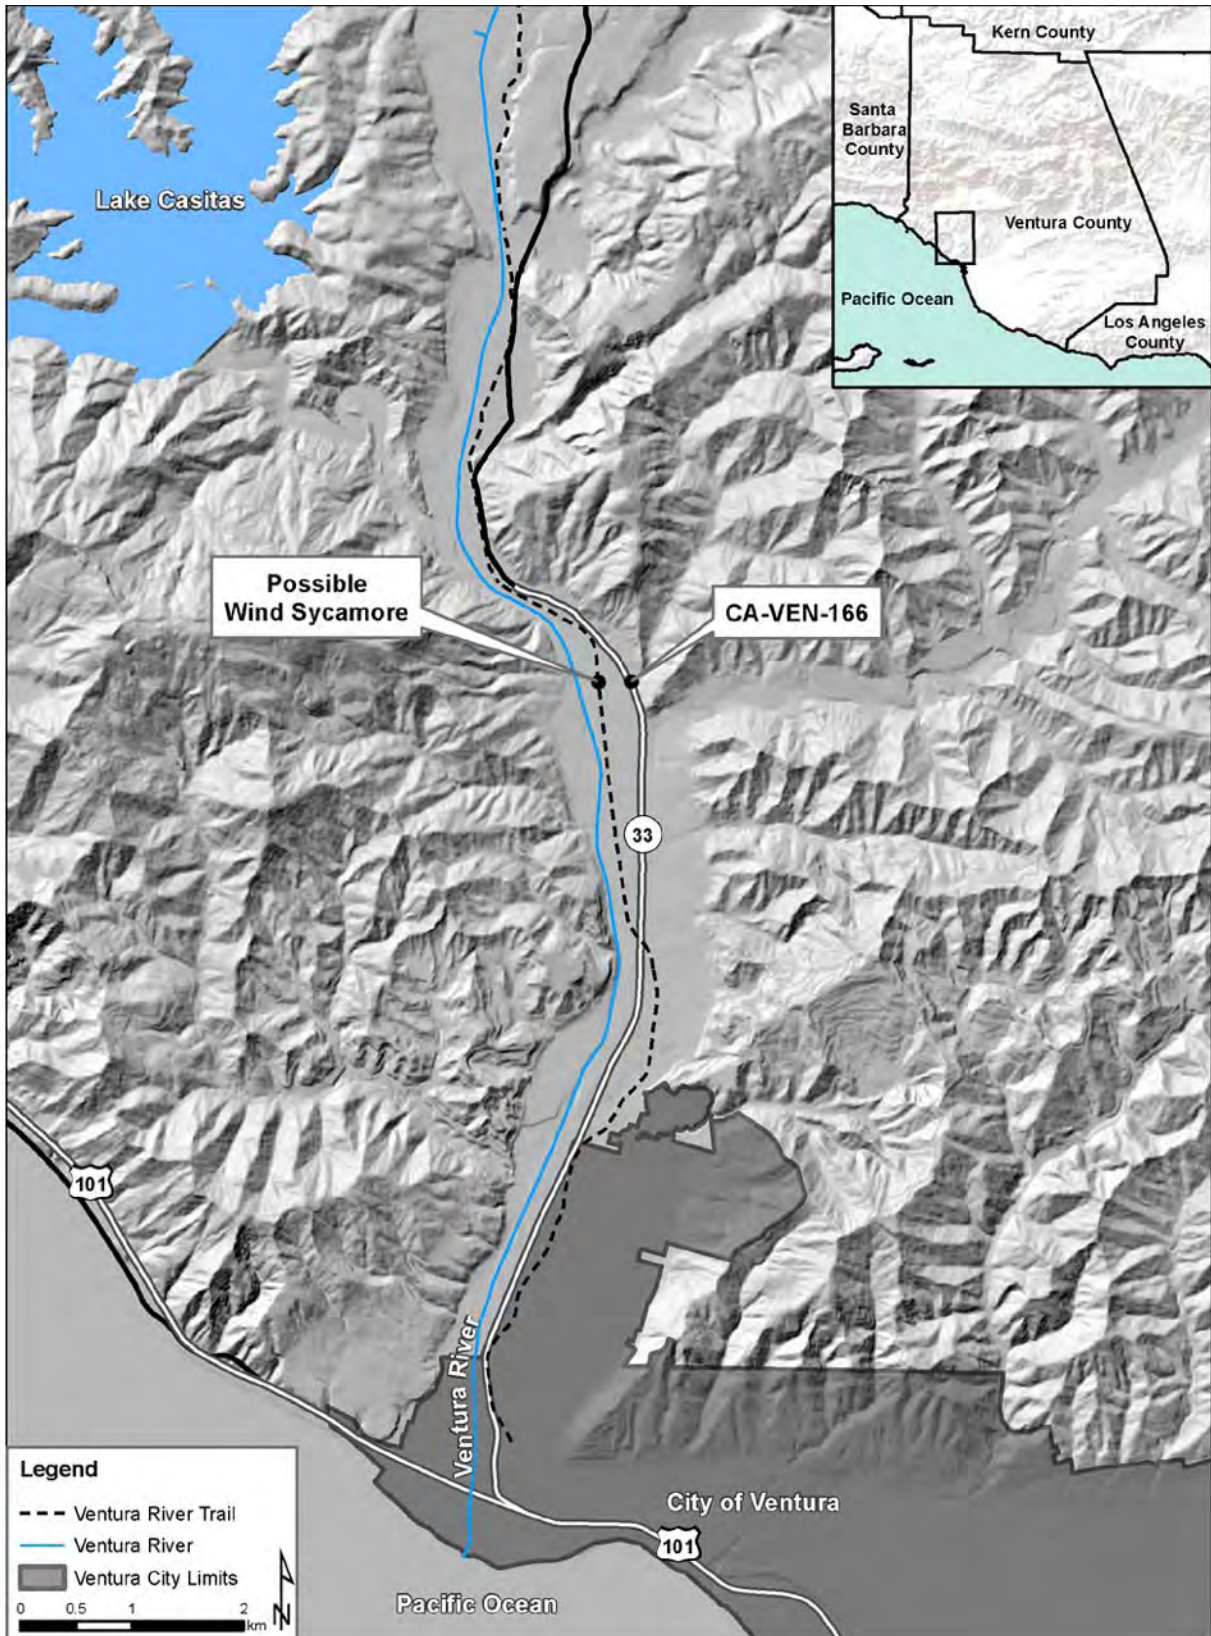 Kern County
Santa
Barbara
County
Ventura County
Pacific Ocean
Los Angeles
County
Lake Casitas
Possible
Wind Sycamore
CA-VEN-166
33
101
Ventura River
City of Ventura
101
Pacific Ocean
Legend
Ventura River Trail
Ventura River
Ventura City Limits
0 0.5 1 2
km
N